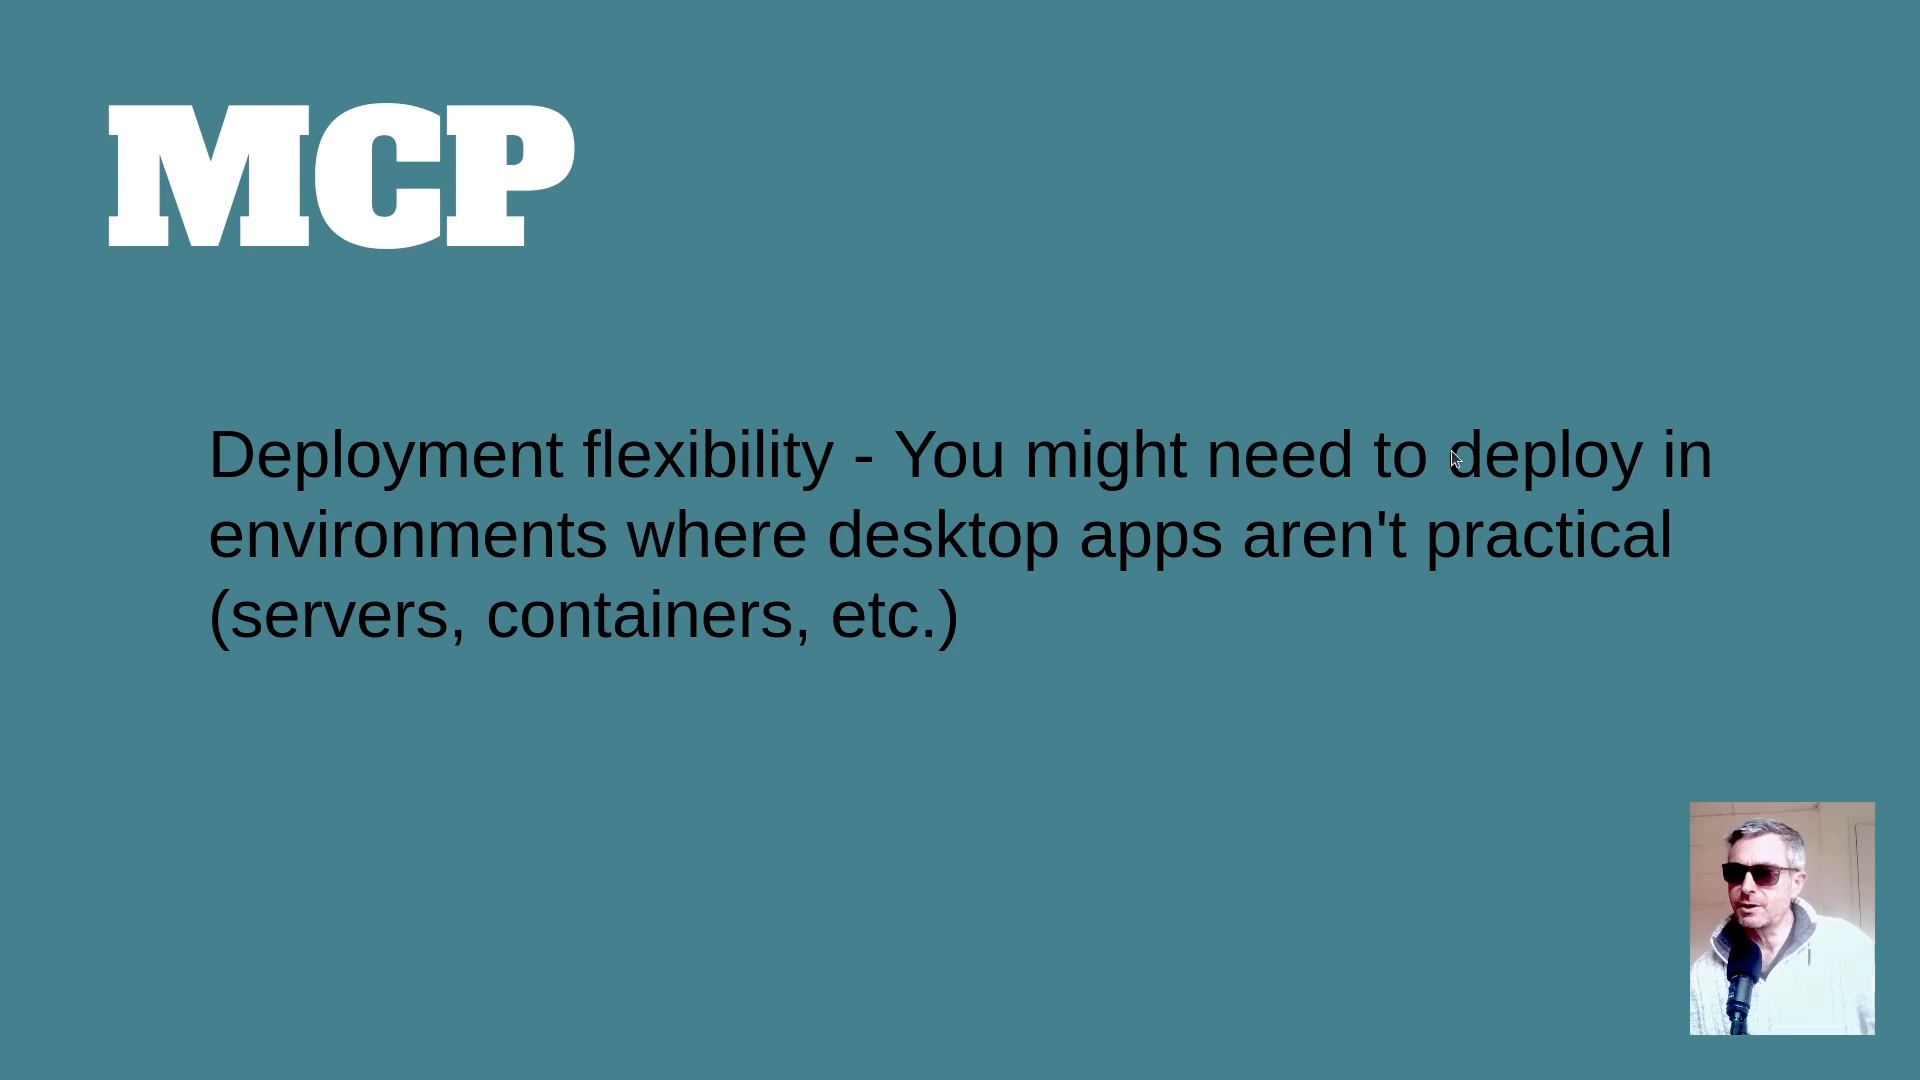 MCP
Deployment flexibility - You might need to deploy in
environments where desktop apps aren't practical
(servers, containers, etc.)